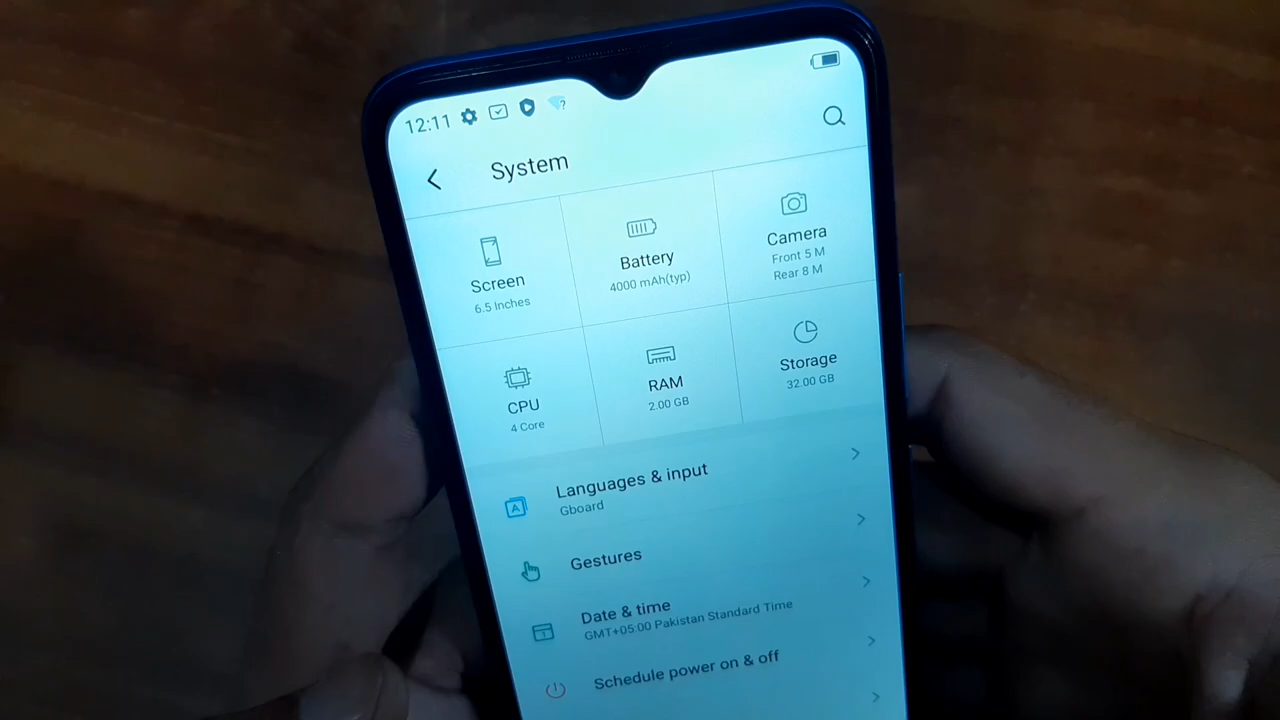 12:11
System
Screen
6.5 Inches
Battery
4000 mAh(typ)
Camera
Front 5 M
Rear 8 M
CPU
4 Core
RAM
2.00 GB
Storage
32.00 GB
Languages & input
Gboard
Gestures
Date & time
GMT+05:00 Pakistan Standard Time
Schedule power on & off